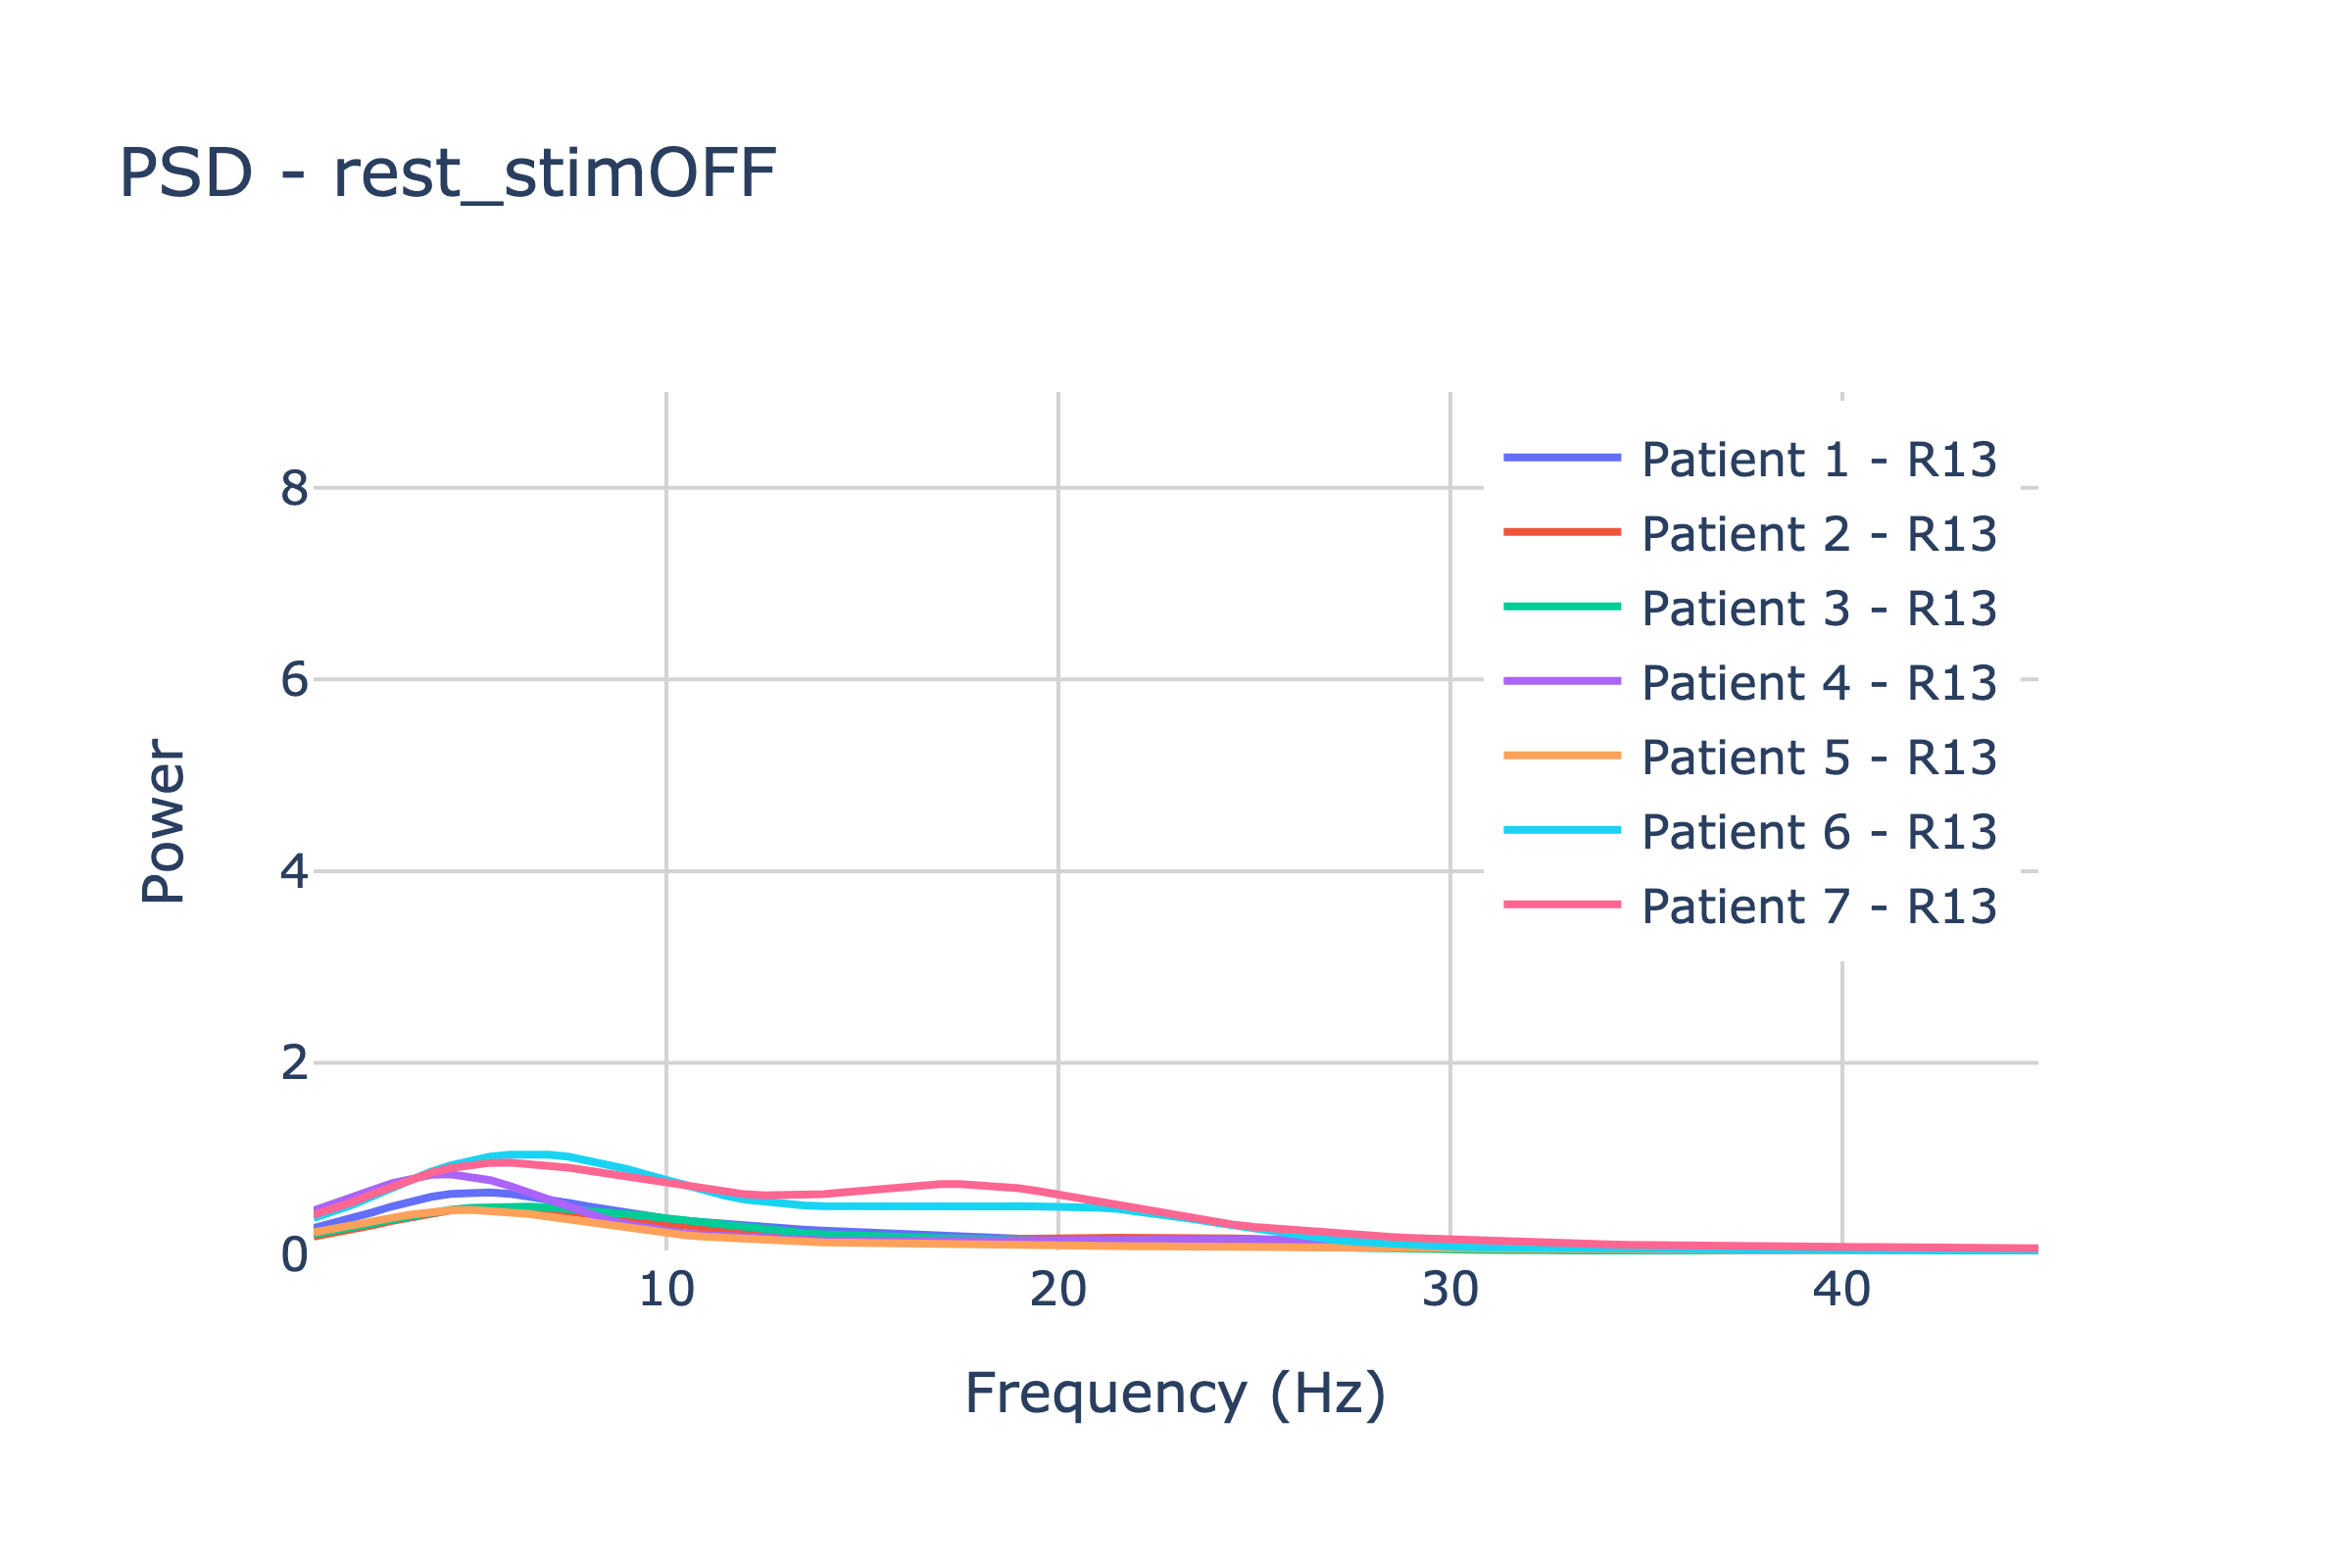 PSD - rest_stimOFF
8
6
4
2
0
Power
10
20
30
40
Frequency (Hz)
Patient 1 - R13
Patient 2 - R13
Patient 3 - R13
Patient 4 - R13
Patient 5 - R13
Patient 6 - R13
Patient 7 - R13